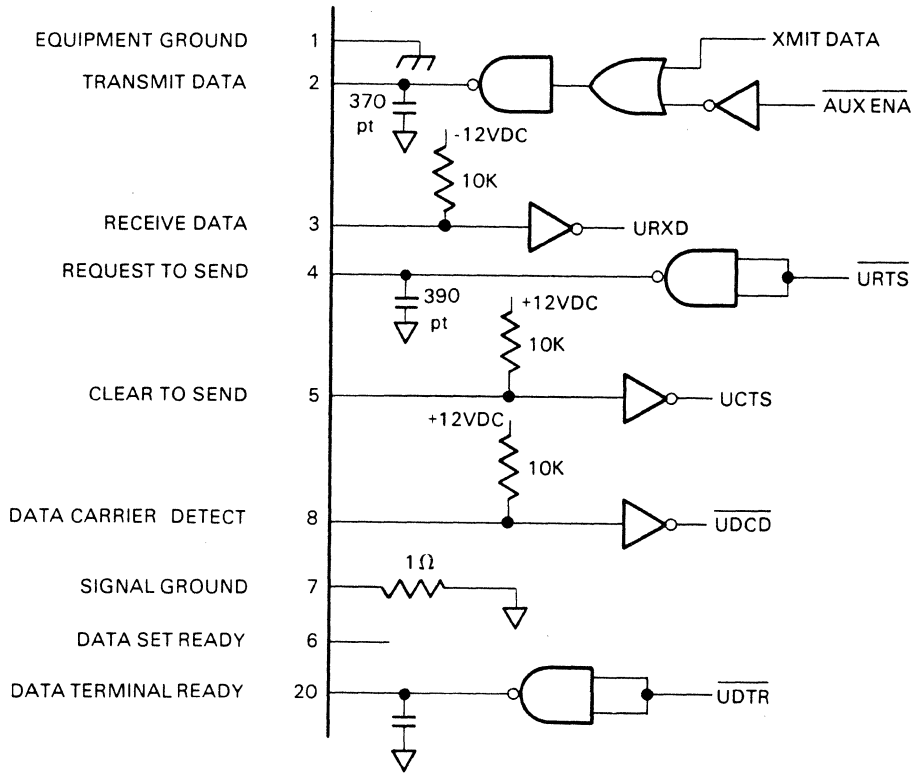 EQUIPMENT GROUND 1 XMIT DATA
TRANSMIT DATA 2 AUX ENA
370
pt
-12VDC
10K
RECEIVE DATA 3 URXD
REQUEST TO SEND 4 URTS
390
pt
+12VDC
10K
CLEAR TO SEND 5 UCTS
+12VDC
10K
DATA CARRIER DETECT 8 UDCD
1Ω
SIGNAL GROUND 7
DATA SET READY 6
DATA TERMINAL READY 20 UDTR